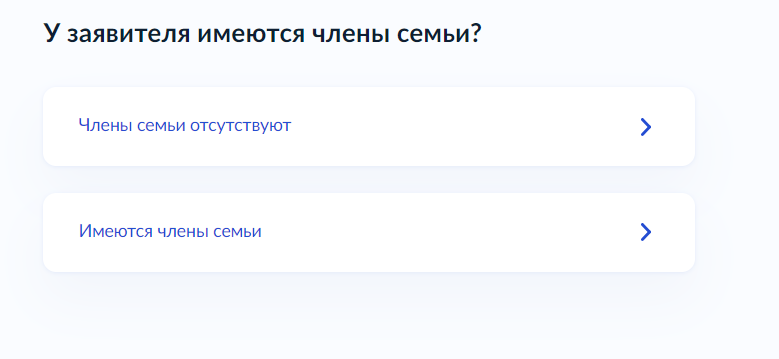 У заявителя имеются члены семьи?
Члены семьи отсутствуют
Имеются члены семьи